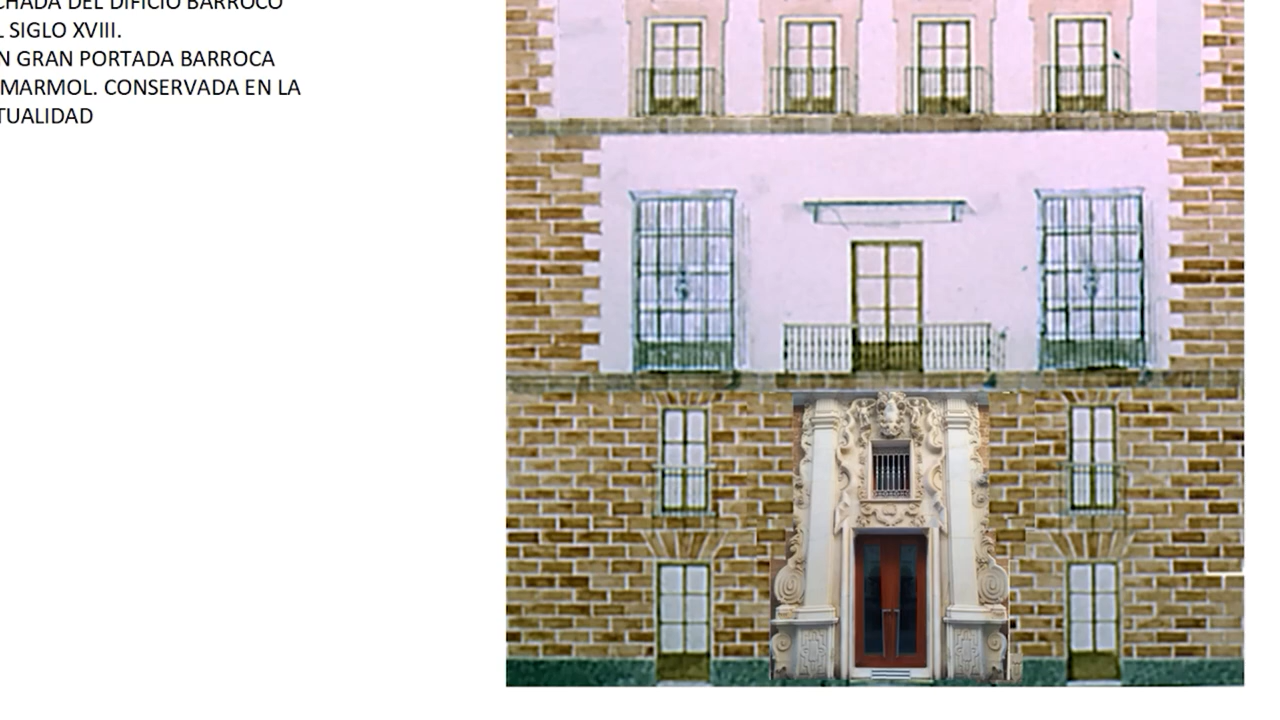 CHADA DEL DIFICIO BARROCO
L SIGLO XVIII.
N GRAN PORTADA BARROCA
MARMOL. CONSERVADA EN LA
TUALIDAD